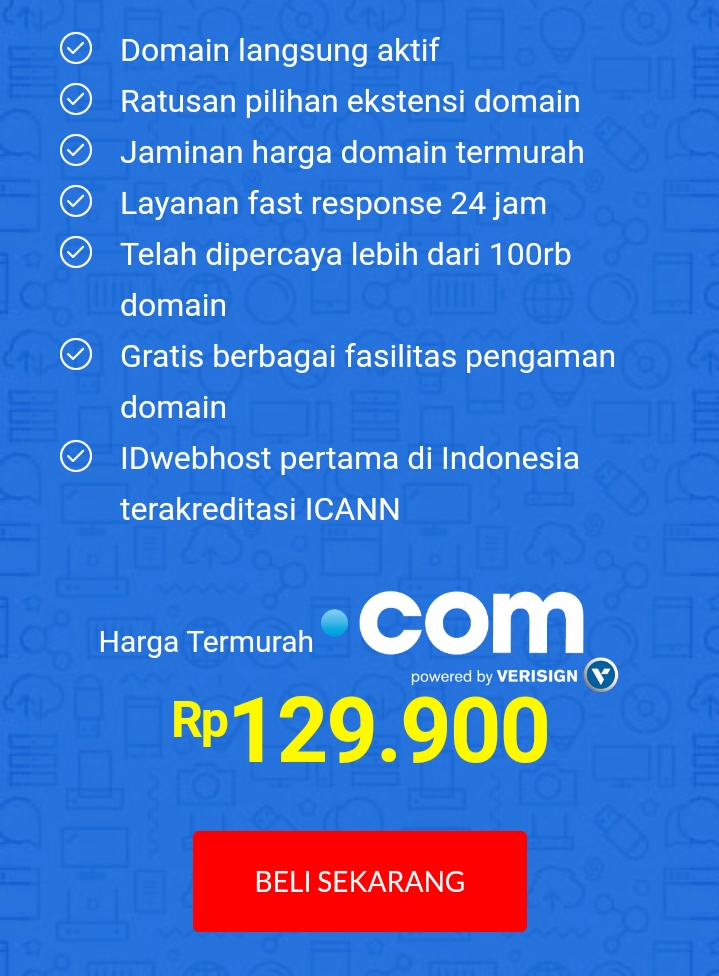 Domain langsung aktif
Ratusan pilihan ekstensi domain
Jaminan harga domain termurah
Layanan fast response 24 jam
Telah dipercaya lebih dari 100rb
domain
Gratis berbagai fasilitas pengaman
domain
IDwebhost pertama di Indonesia
terakreditasi ICANN
Harga Termurah .com
powered by VERISIGN
Rp129.900
BELI SEKARANG